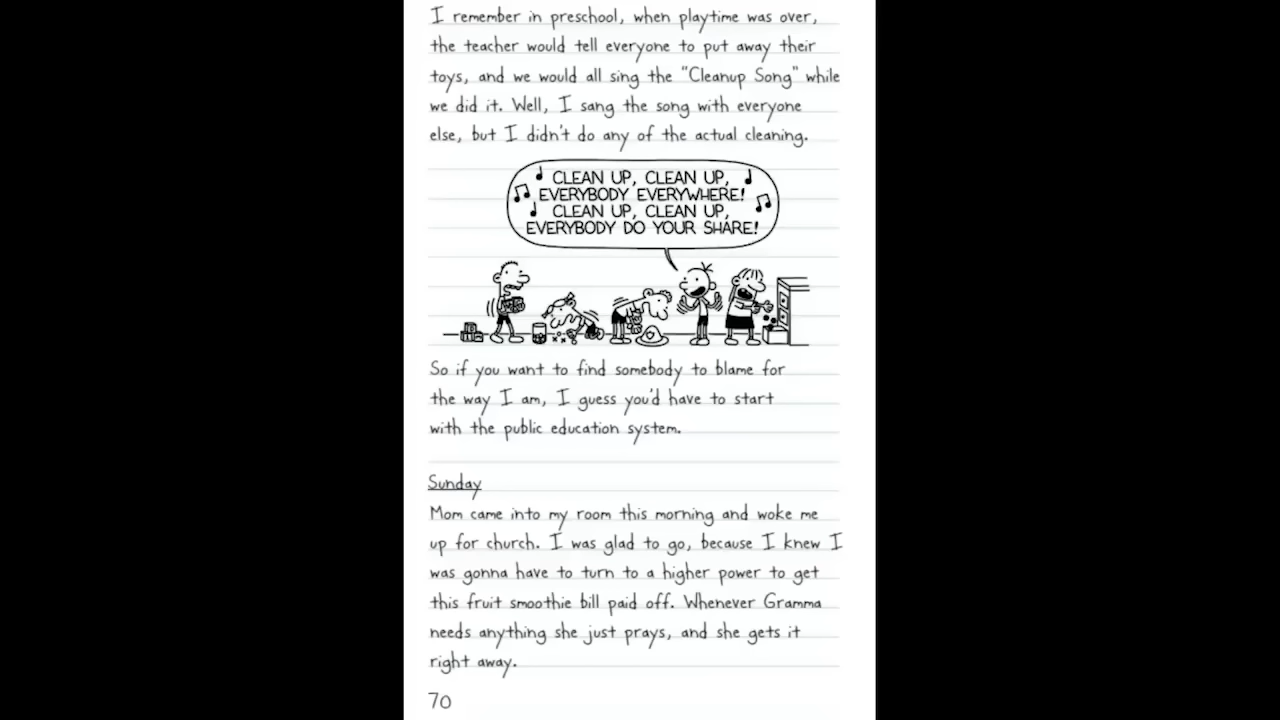 I remember in preschool, when playtime was over,
the teacher would tell everyone to put away their
toys, and we would all sing the "Cleanup Song" while
we did it. Well, I sang the song with everyone
else, but I didn't do any of the actual cleaning.
CLEAN UP, CLEAN UP,
EVERYBODY EVERYWHERE!
CLEAN UP, CLEAN UP,
EVERYBODY DO YOUR SHARE!
So if you want to find somebody to blame for
the way I am, I guess you'd have to start
with the public education system.
Sunday
Mom came into my room this morning and woke me
up for church. I was glad to go, because I knew I
was gonna have to turn to a higher power to get
this fruit smoothie bill paid off. Whenever Gramma
needs anything she just prays, and she gets it
right away.
70